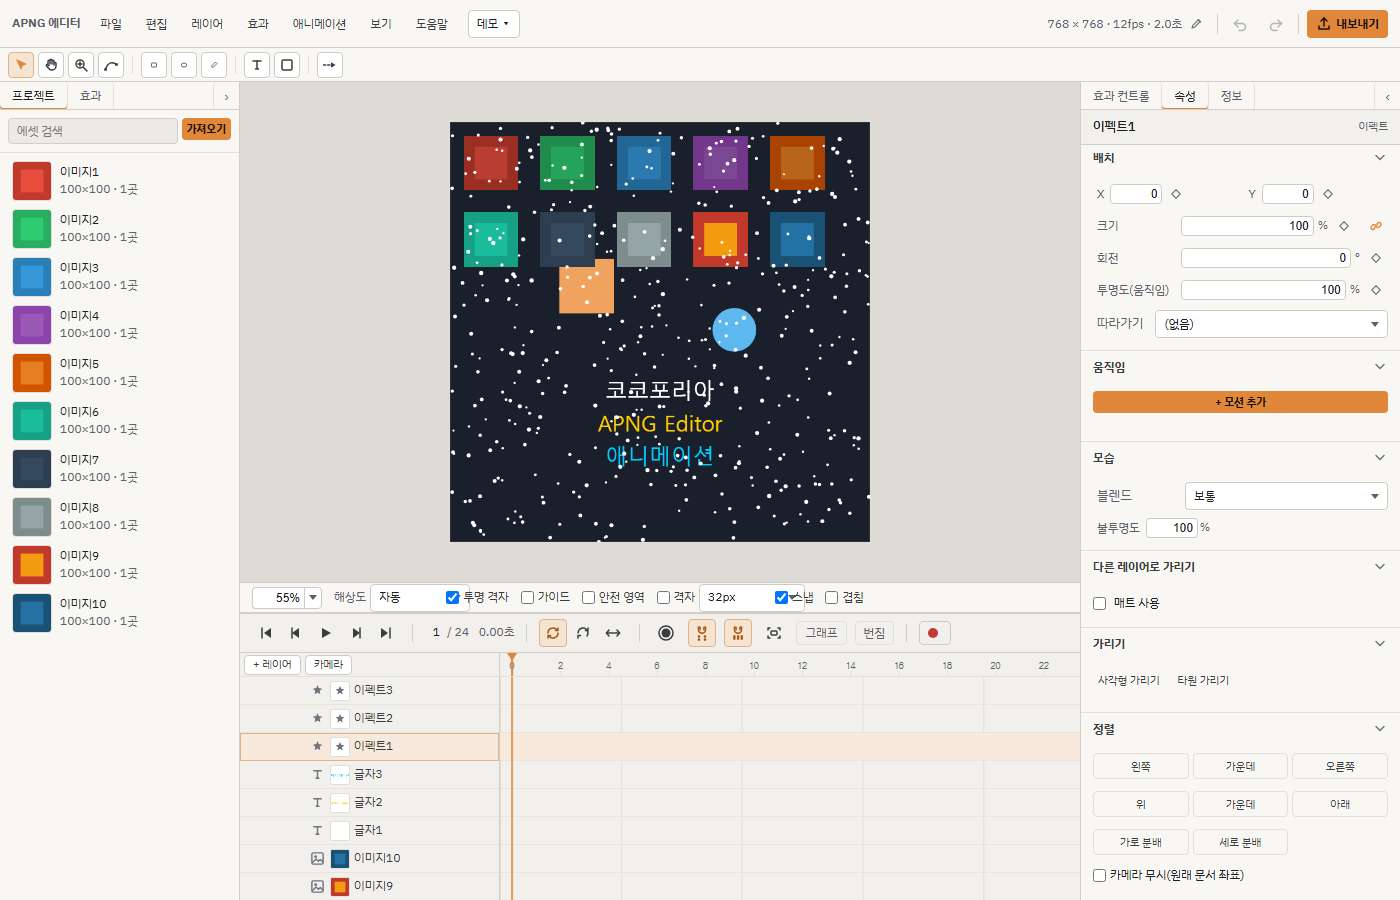 APNG 에디터 파일 편집 레이어 효과 애니메이션 보기 도움말 데모 768 × 768 · 12fps · 2.0초 내보내기
프로젝트 효과
에셋 검색 가져오기
이미지1
100×100 · 1곳
이미지2
100×100 · 1곳
이미지3
100×100 · 1곳
이미지4
100×100 · 1곳
이미지5
100×100 · 1곳
이미지6
100×100 · 1곳
이미지7
100×100 · 1곳
이미지8
100×100 · 1곳
이미지9
100×100 · 1곳
이미지10
100×100 · 1곳
코코포리아
APNG Editor
애니메이션
55% 해상도 자동 투명 격자 가이드 안전 영역 격자 32px 스냅 겹침
1 / 24 0.00초 그래프 번짐
+ 레이어 카메라 0 2 4 6 8 10 12 14 16 18 20 22
이펙트3
이펙트2
이펙트1
글자3
글자2
글자1
이미지10
이미지9
효과 컨트롤 속성 정보
이펙트1 이펙트
배치
X 0 Y 0
크기 100 %
회전 0 °
투명도(움직임) 100 %
따라가기 (없음)
움직임
+ 모션 추가
모습
블렌드 보통
불투명도 100 %
다른 레이어로 가리기
매트 사용
가리기
사각형 가리기 타원 가리기
정렬
왼쪽 가운데 오른쪽
위 가운데 아래
가로 분배 세로 분배
카메라 무시(원래 문서 좌표)